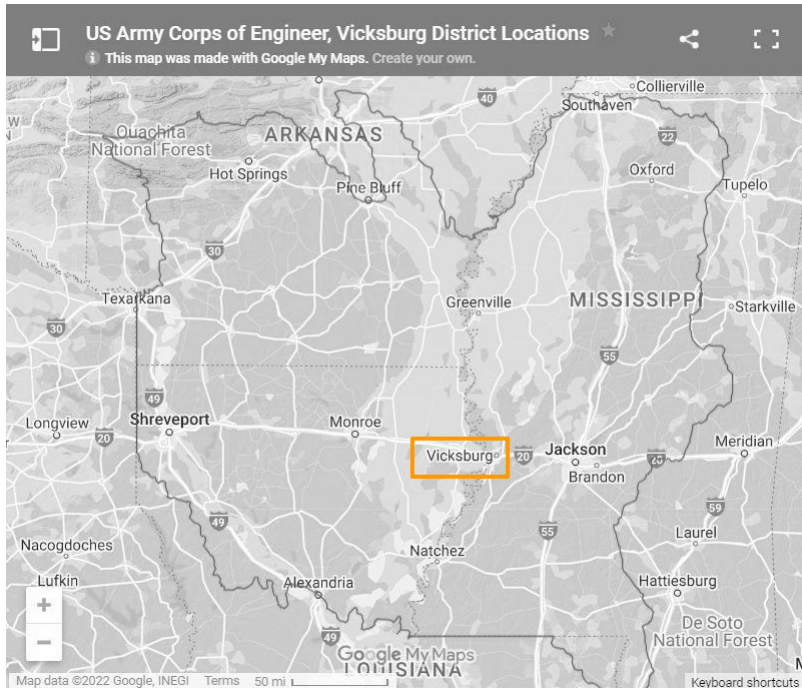 US Army Corps of Engineer, Vicksburg District Locations
This map was made with Google My Maps. Create your own.
Collierville
40
Southaven
W
N
Ouachita
National Forest
ARKANSAS
22
Hot Springs
Oxford
Pine Bluff
Tupelo
30
Texarkana
Greenville
MISSISSIPPI
Starkville
30
55
49
Longview
20
Shreveport
Monroe
Vicksburg
20
Jackson
20
Meridian
Brandon
49
55
59
Laurel
Nacogdoches
Natchez
Lufkin
Alexandria
Hattiesburg
+
De Soto
National Forest
49
−
Google My Maps
LOUISIANA
Map data ©2022 Google, INEGI Terms 50 mi
Keyboard shortcuts